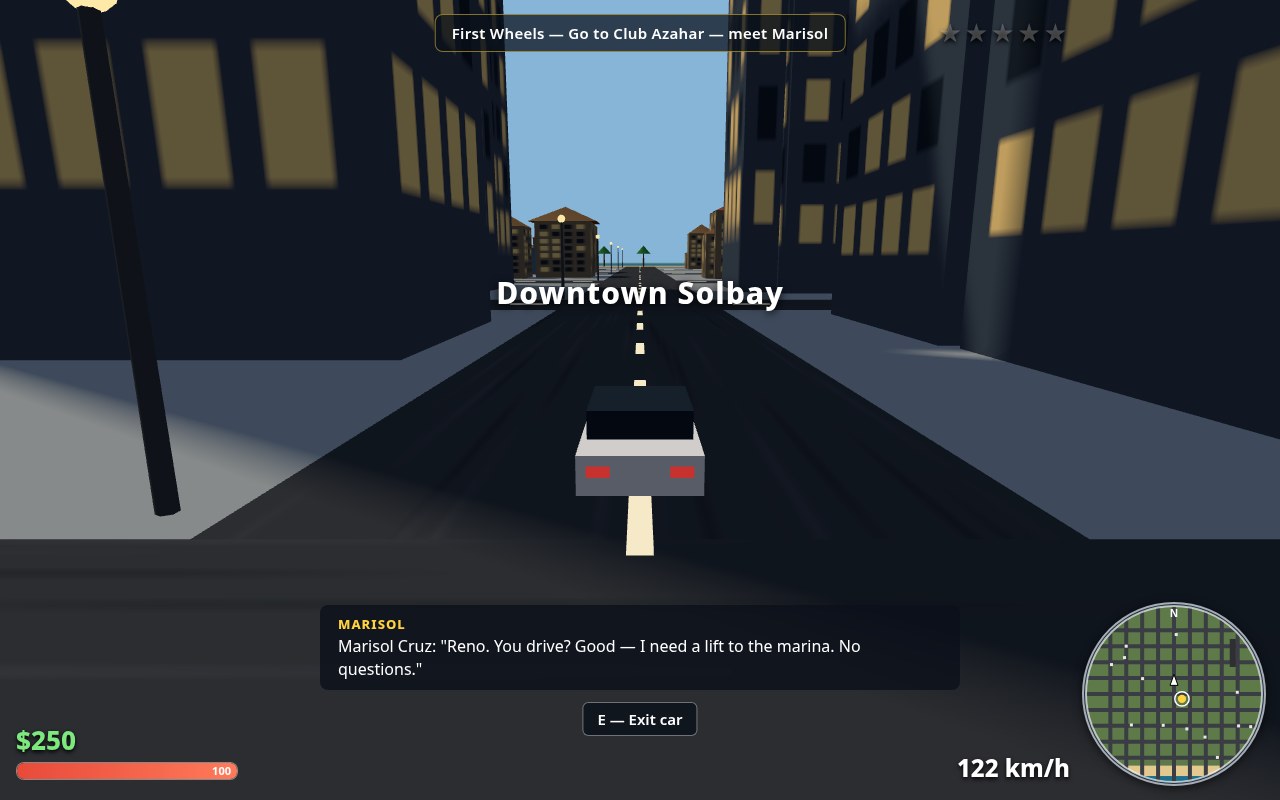 First Wheels — Go to Club Azahar — meet Marisol
★★★★★
Downtown Solbay
MARISOL
Marisol Cruz: "Reno. You drive? Good — I need a lift to the marina. No
questions."
E — Exit car
$250
100
122 km/h
N